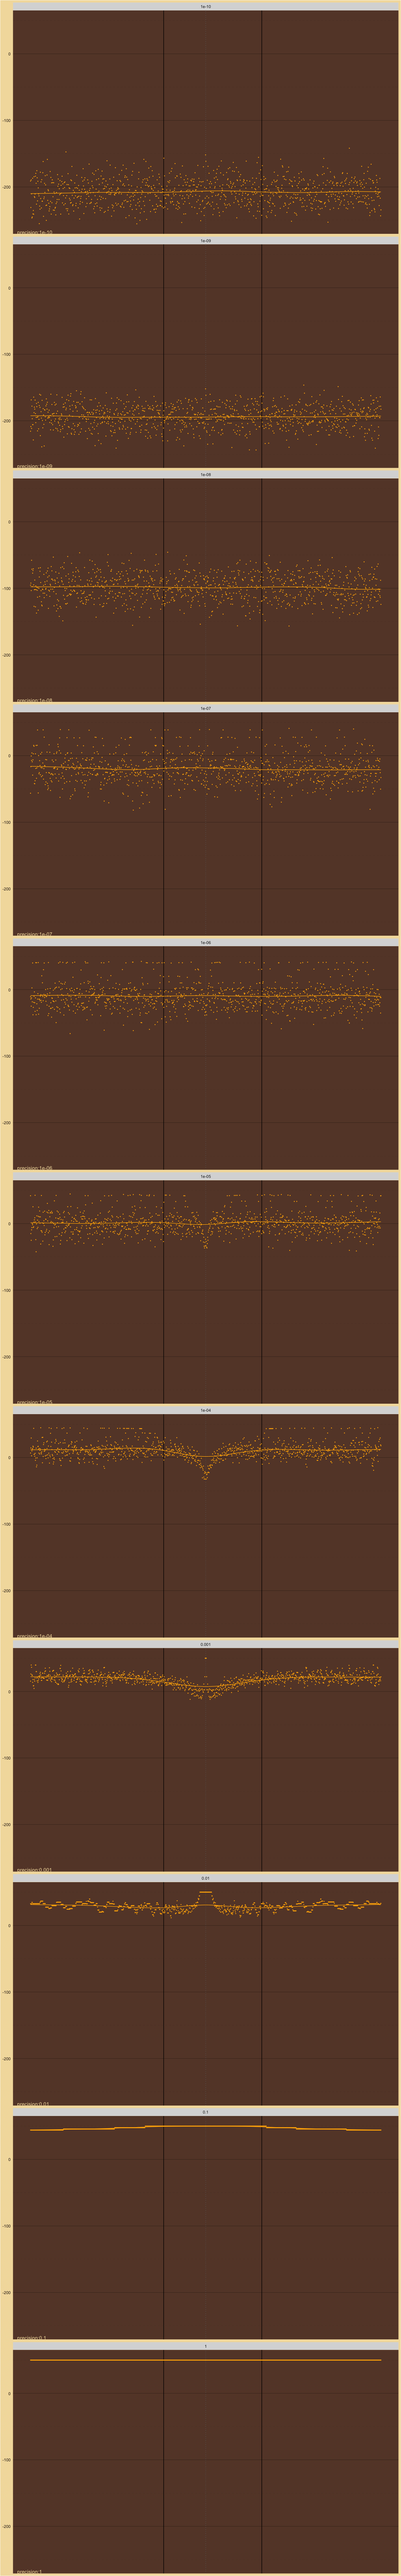 1e-10
0
-100
-200
precision:1e-10
1e-09
0
-100
-200
precision:1e-09
1e-08
0
-100
-200
precision:1e-08
1e-07
0
-100
-200
precision:1e-07
1e-06
0
-100
-200
precision:1e-06
1e-05
0
-100
-200
precision:1e-05
1e-04
0
-100
-200
precision:1e-04
0.001
0
-100
-200
precision:0.001
0.01
0
-100
-200
precision:0.01
0.1
0
-100
-200
precision:0.1
1
0
-100
-200
precision:1